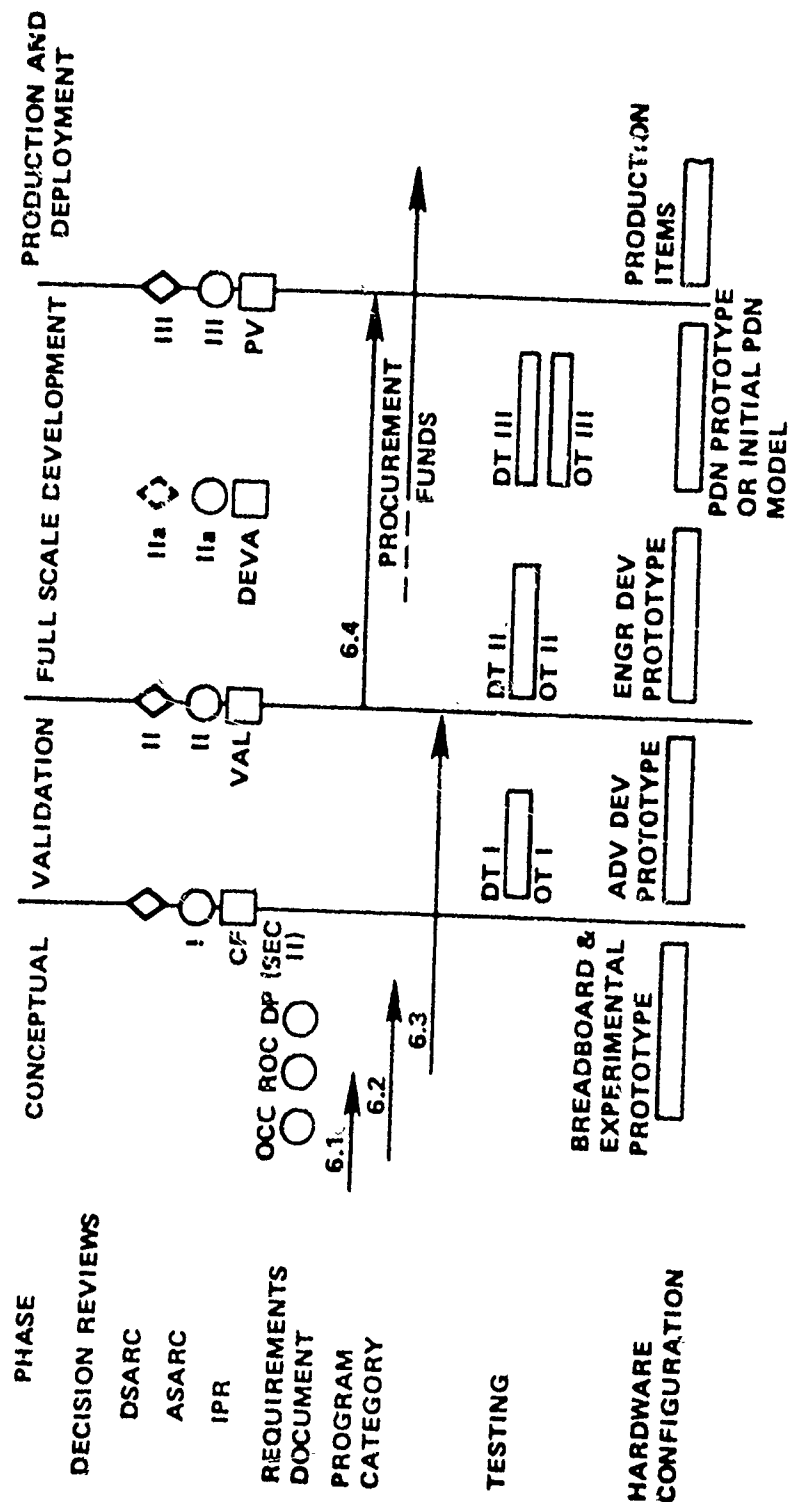 PHASE
CONCEPTUAL
VALIDATION
FULL SCALE DEVELOPMENT
PRODUCTION AND
DEPLOYMENT
DECISION REVIEWS
DSARC
II
IIa
III
ASARC
I
II
IIa
III
IPR
CF
VAL
DEVA
PV
REQUIREMENTS
DOCUMENT
OCC ROC DP (SEC
II)
PROGRAM
CATEGORY
6.1
6.2
6.3
6.4
PROCUREMENT
FUNDS
TESTING
DT I
OT I
DT II
OT II
DT III
OT III
HARDWARE
CONFIGURATION
BREADBOARD &
EXPERIMENTAL
PROTOTYPE
ADV DEV
PROTOTYPE
ENGR DEV
PROTOTYPE
PDN PROTOTYPE
OR INITIAL PDN
MODEL
PRODUCTION
ITEMS